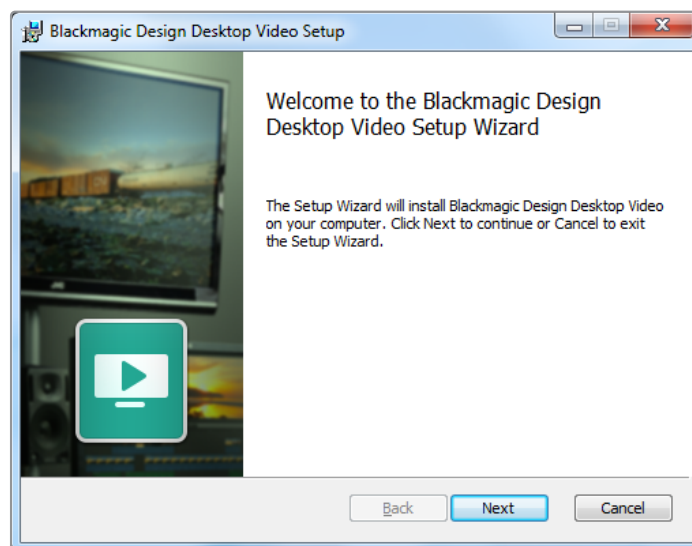 Blackmagic Design Desktop Video Setup
Welcome to the Blackmagic Design
Desktop Video Setup Wizard
The Setup Wizard will install Blackmagic Design Desktop Video
on your computer. Click Next to continue or Cancel to exit
the Setup Wizard.
JVC
Back
Next
Cancel